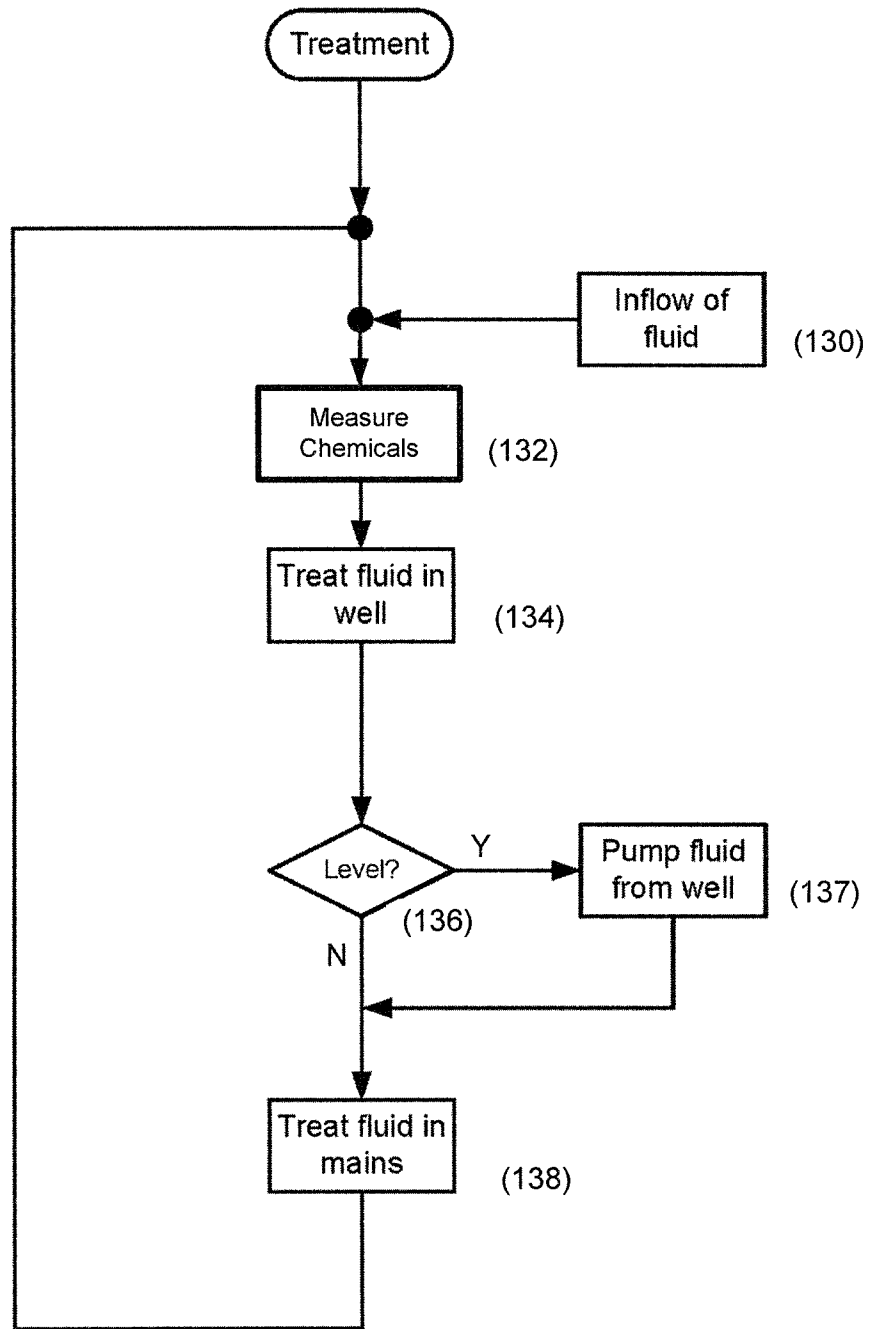 Treatment
Inflow of
fluid
(130)
Measure
Chemicals
(132)
Treat fluid in
well
(134)
Level?
Y
(136)
N
Pump fluid
from well
(137)
Treat fluid in
mains
(138)